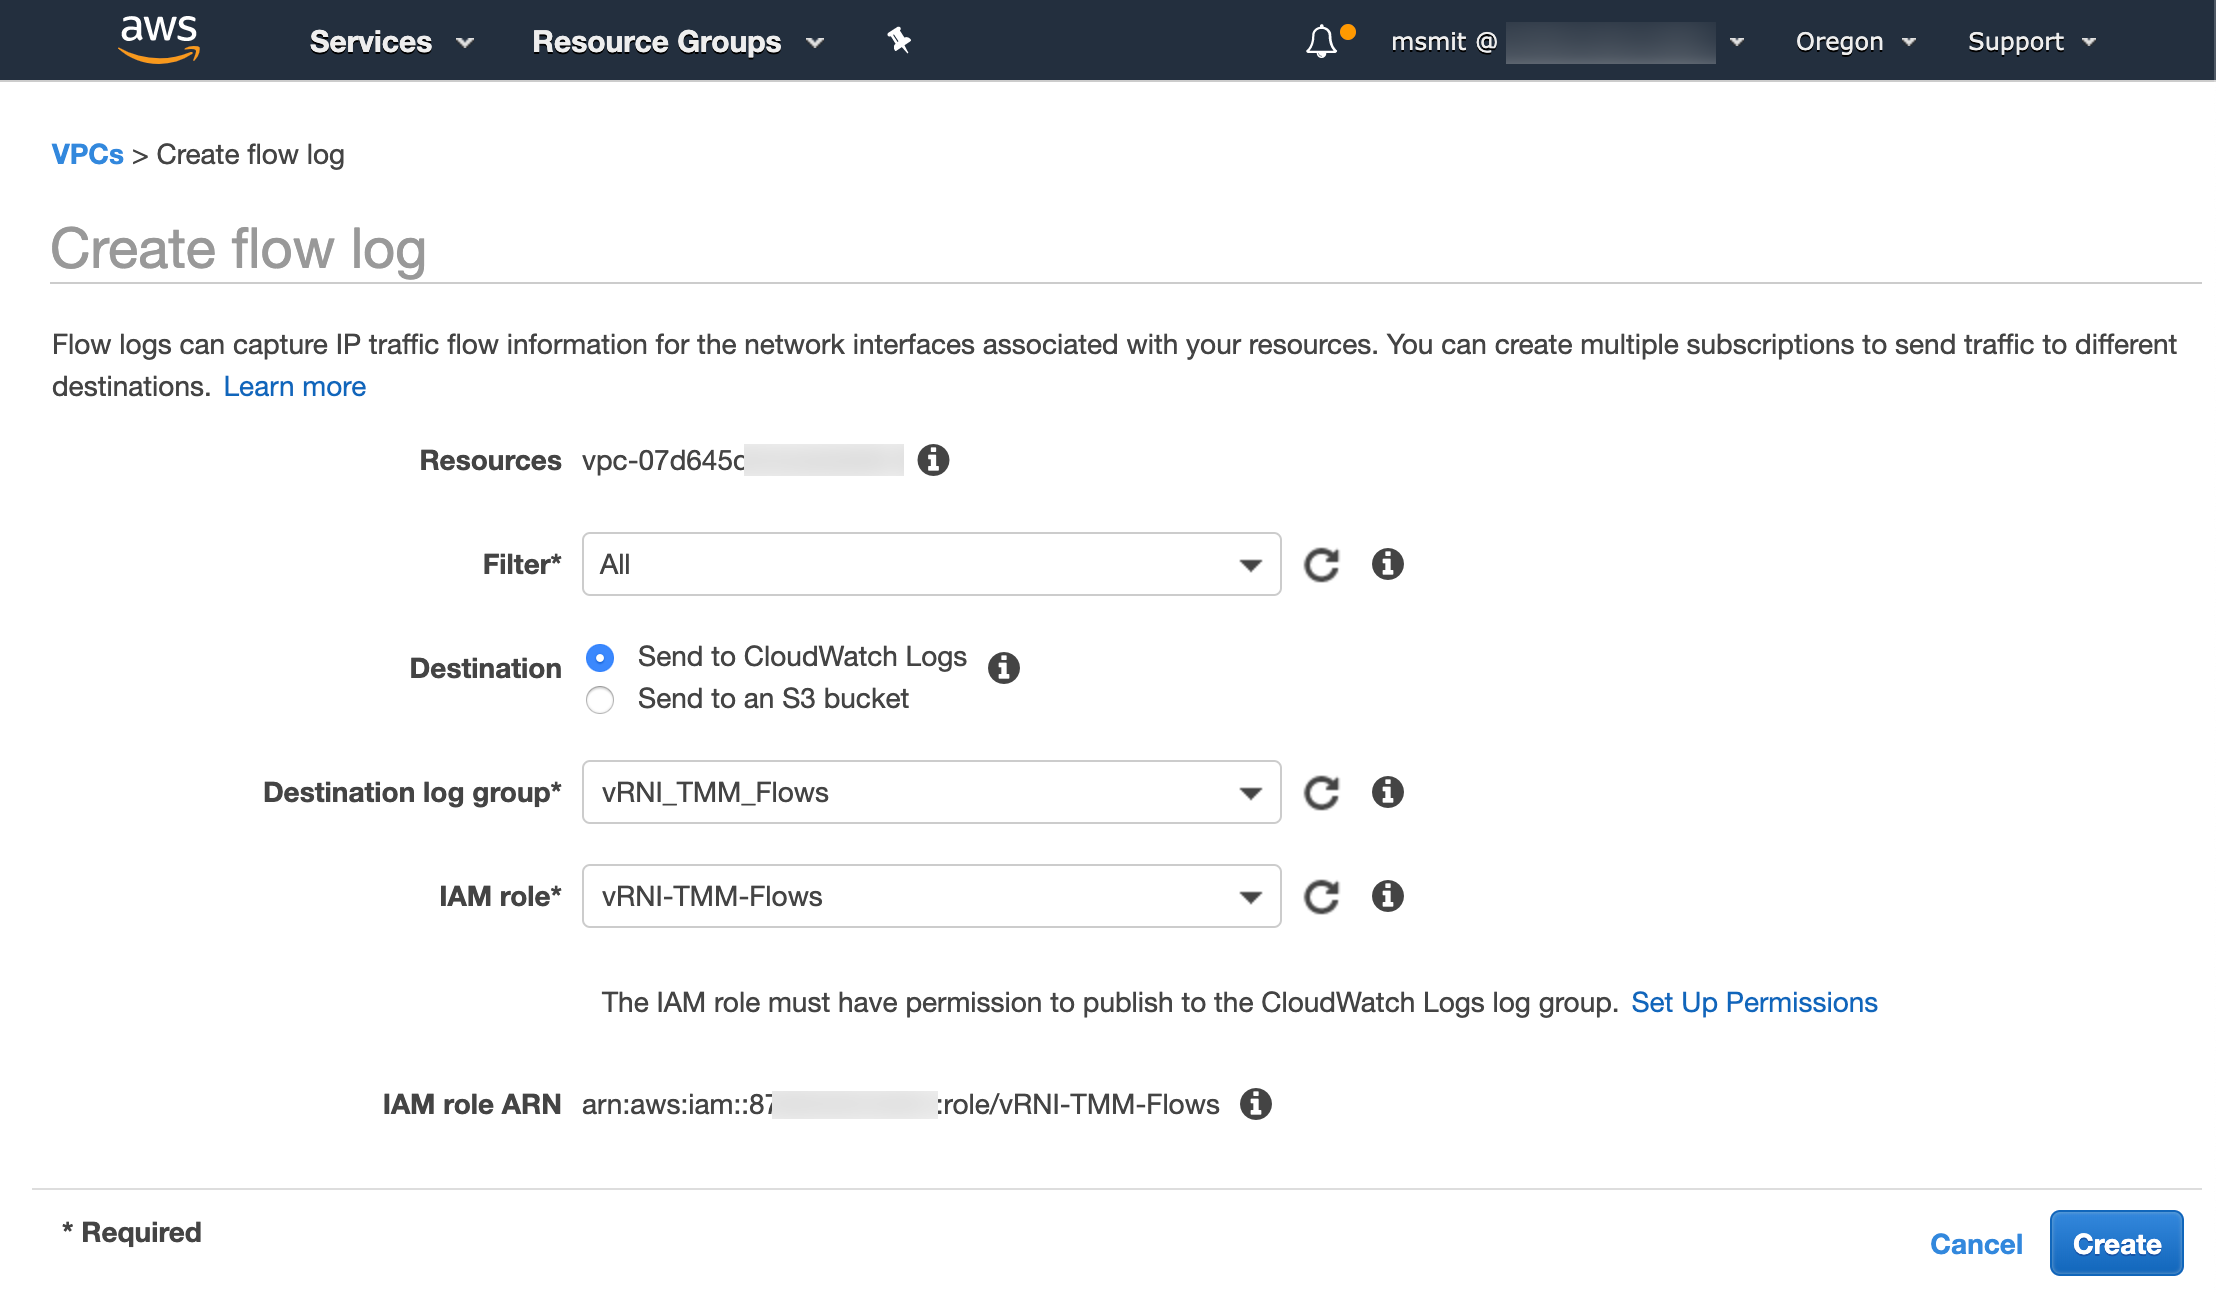 aws Services Resource Groups msmit @ Oregon Support
VPCs > Create flow log
Create flow log
Flow logs can capture IP traffic flow information for the network interfaces associated with your resources. You can create multiple subscriptions to send traffic to different
destinations. Learn more
Resources vpc-07d645c
Filter* All
Destination Send to CloudWatch Logs
Send to an S3 bucket
Destination log group* vRNI_TMM_Flows
IAM role* vRNI-TMM-Flows
The IAM role must have permission to publish to the CloudWatch Logs log group. Set Up Permissions
IAM role ARN arn:aws:iam::87 :role/vRNI-TMM-Flows
* Required
Cancel Create